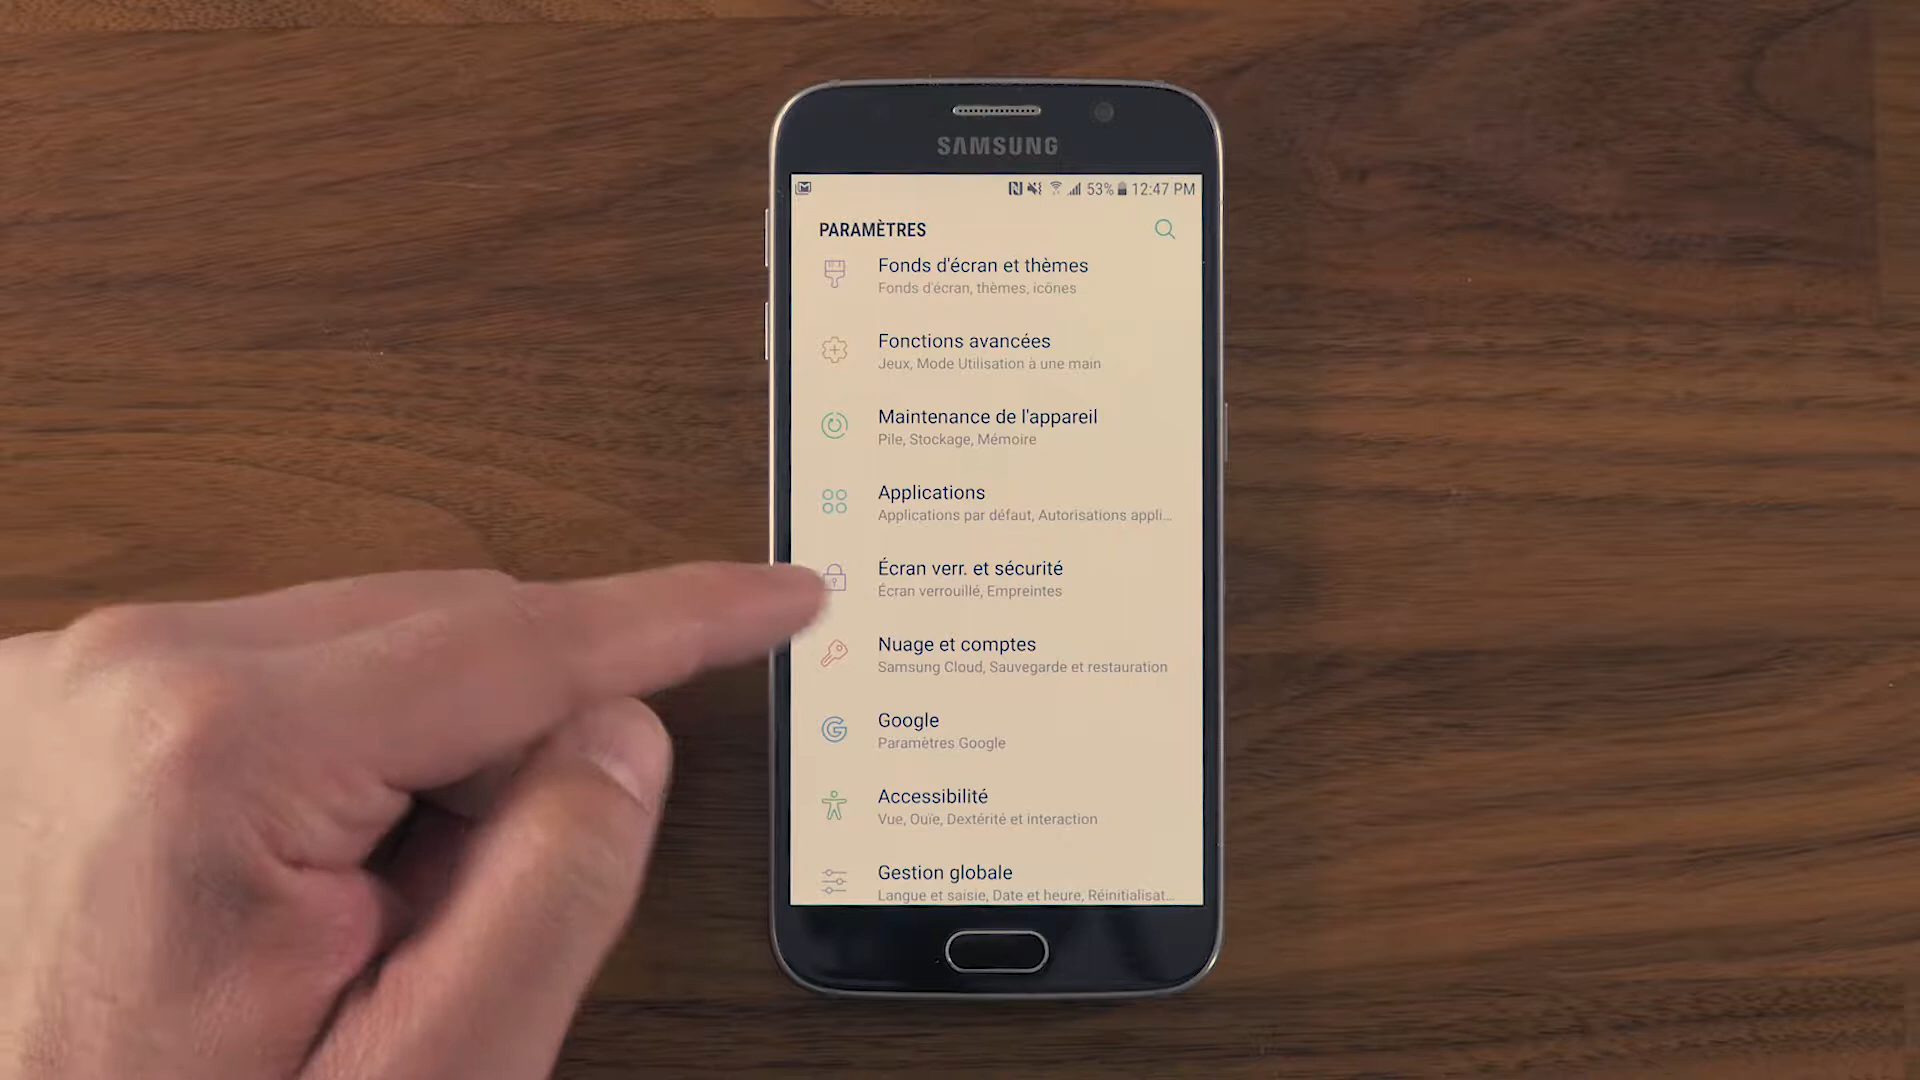 SAMSUNG
53% 12:47 PM
PARAMÈTRES
Fonds d'écran et thèmes
Fonds d'écran, thèmes, icônes
Fonctions avancées
Jeux, Mode Utilisation à une main
Maintenance de l'appareil
Pile, Stockage, Mémoire
Applications
Applications par défaut, Autorisations appli...
Écran verr. et sécurité
Écran verrouillé, Empreintes
Nuage et comptes
Samsung Cloud, Sauvegarde et restauration
Google
Paramètres Google
Accessibilité
Vue, Ouïe, Dextérité et interaction
Gestion globale
Langue et saisie, Date et heure, Réinitialisat...